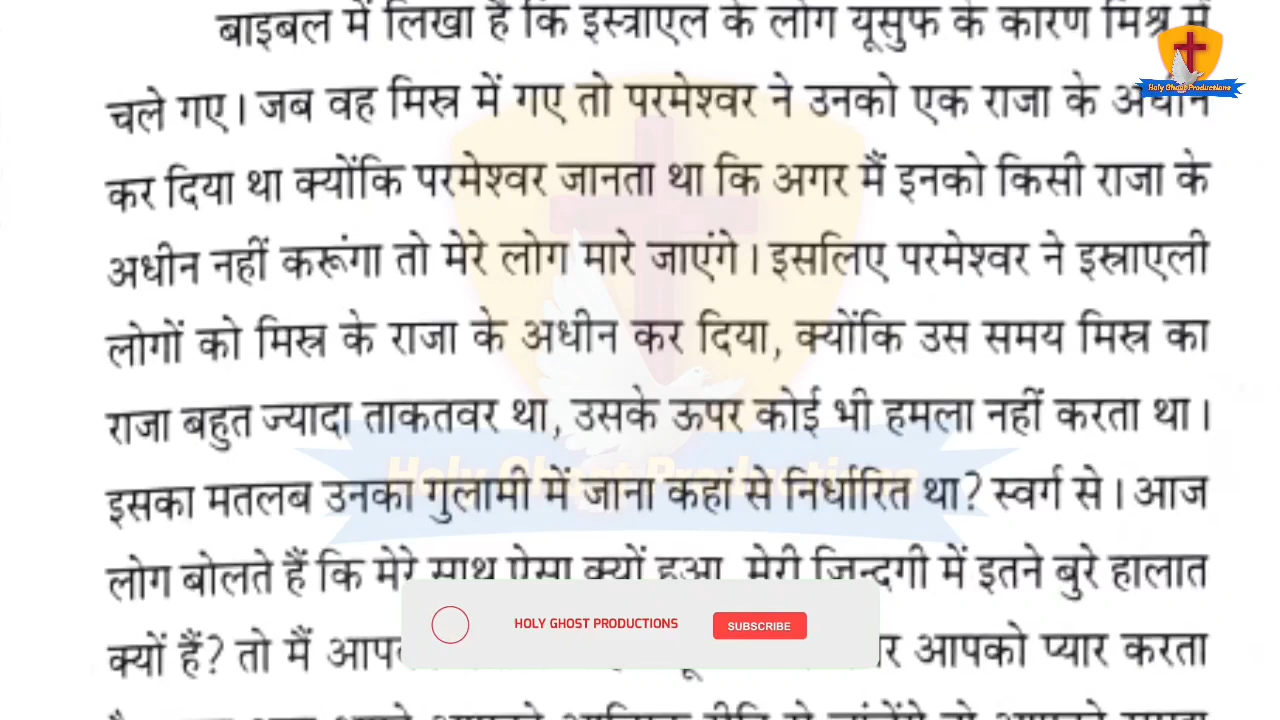 बाइबल में लिखा है कि इस्त्राएल के लोग यूसुफ के कारण मिश्र में
चले गए। जब वह मिस्र में गए तो परमेश्वर ने उनको एक राजा के अधीन
कर दिया था क्योंकि परमेश्वर जानता था कि अगर मैं इनको किसी राजा के
अधीन नहीं करूंगा तो मेरे लोग मारे जाएंगे। इसलिए परमेश्वर ने इस्राएली
लोगों को मिस्र के राजा के अधीन कर दिया, क्योंकि उस समय मिस्र का
राजा बहुत ज्यादा ताकतवर था, उसके ऊपर कोई भी हमला नहीं करता था।
इसका मतलब उनका गुलामी में जाना कहां से निर्धारित था? स्वर्ग से। आज
लोग बोलते हैं कि मेरे साथ ऐसा क्यों हुआ, मेरी जिन्दगी में इतने बुरे हालात
क्यों हैं? तो मैं आपको प्यार करता
Holy Ghost Productions
Holy Ghost Productions
HOLY GHOST PRODUCTIONS
SUBSCRIBE